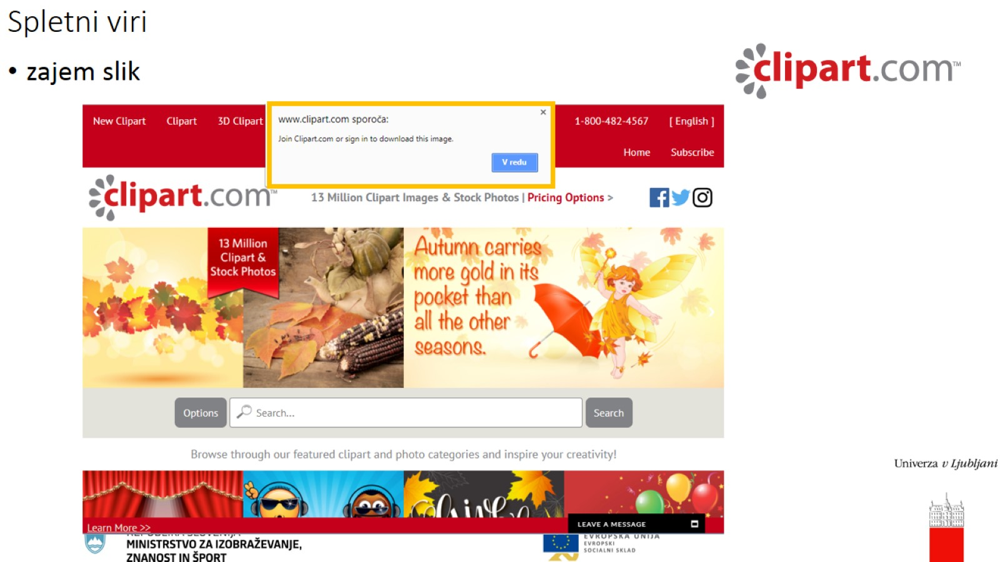 Spletni viri
• zajem slik
clipart.com™
New Clipart Clipart 3D Clipart
www.clipart.com sporoča:
Join Clipart.com or sign in to download this image.
V redu
1-800-482-4567 [ English ]
Home Subscribe
clipart.com™
13 Million Clipart Images & Stock Photos | Pricing Options >
13 Million
Clipart &
Stock Photos
Autumn carries
more gold in its
pocket than
all the other
seasons.
Options Search... Search
Browse through our featured clipart and photo categories and inspire your creativity!
Learn More >>
LEAVE A MESSAGE
REPUBLIKA SLOVENIJA
MINISTRSTVO ZA IZOBRAŽEVANJE,
ZNANOST IN ŠPORT
EVROPSKA UNIJA
EVROPSKI
SOCIALNI SKLAD
Univerza v Ljubljani